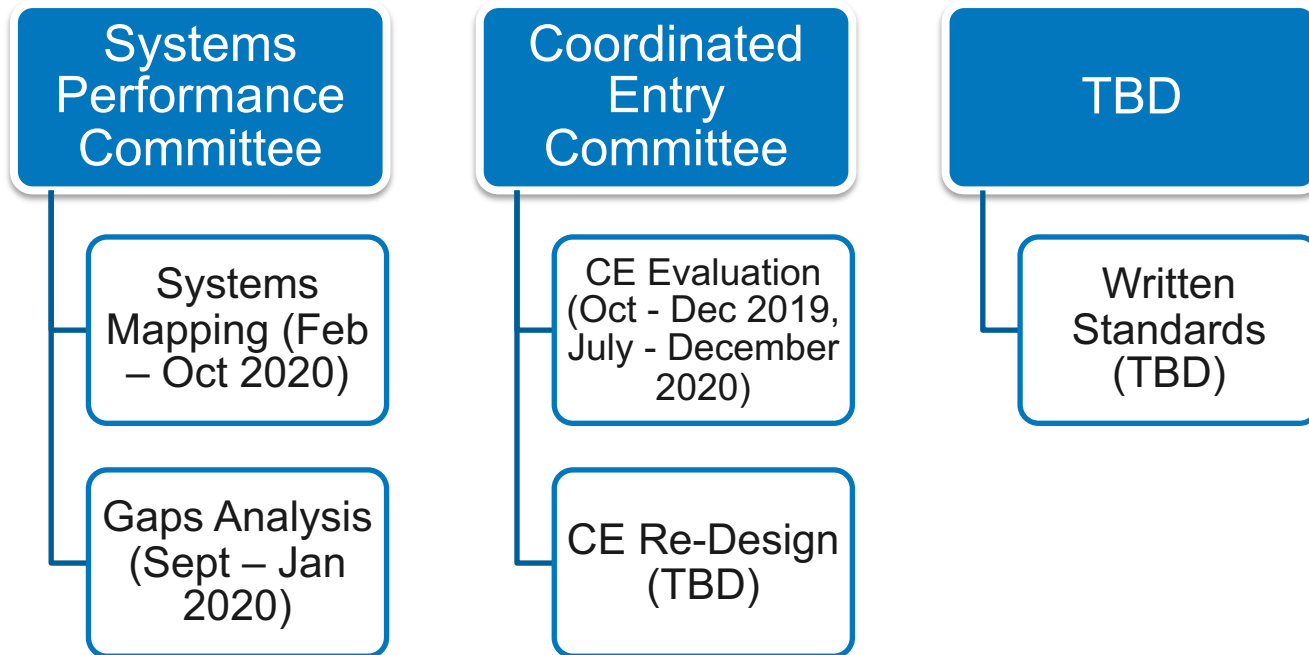 Systems
Performance
Committee
Systems
Mapping (Feb
– Oct 2020)
Gaps Analysis
(Sept – Jan
2020)
Coordinated
Entry
Committee
CE Evaluation
(Oct - Dec 2019,
July - December
2020)
CE Re-Design
(TBD)
TBD
Written
Standards
(TBD)